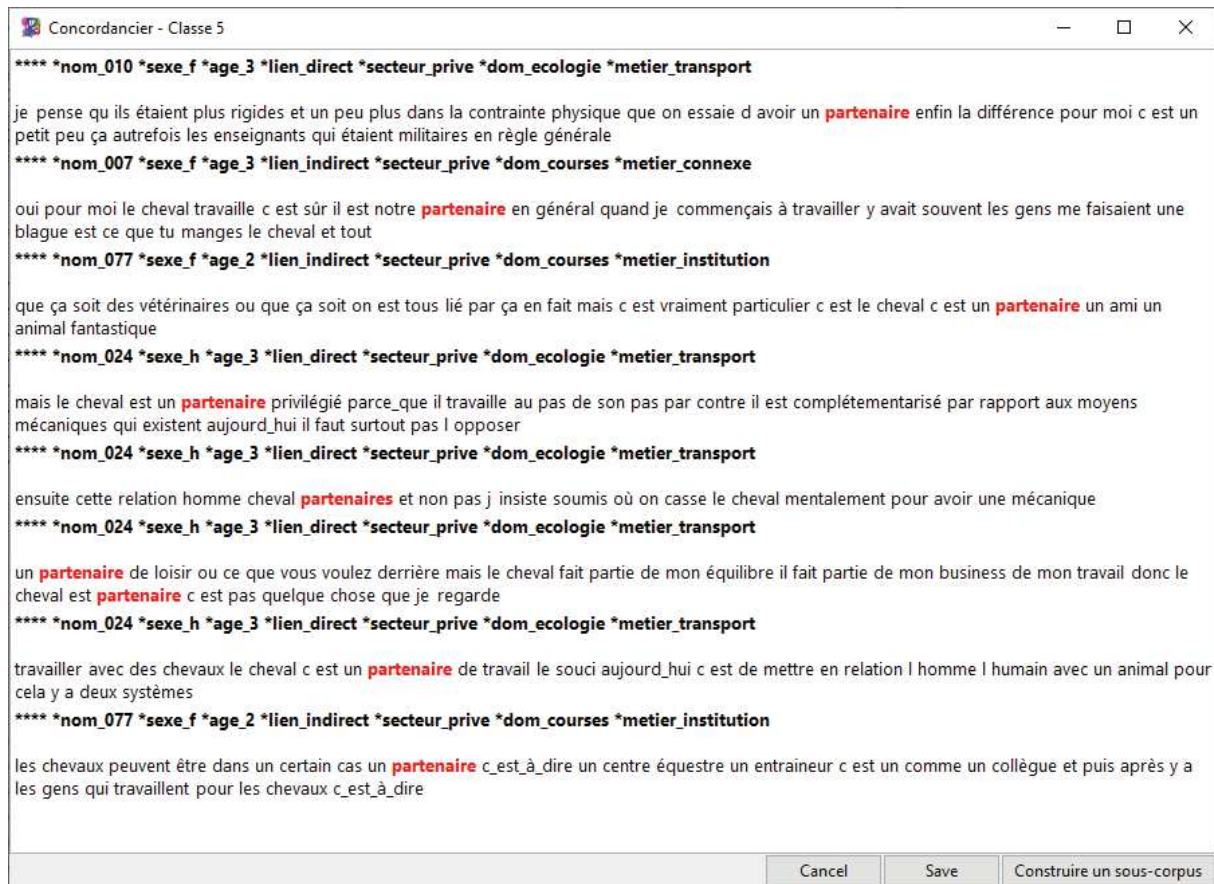 Concordancier - Classe 5
**** *nom_010 *sexe_f *age_3 *lien_direct *secteur_prive *dom_ecologie *metier_transport
je pense qu ils étaient plus rigides et un peu plus dans la contrainte physique que on essaie d avoir un partenaire enfin la différence pour moi c est un
petit peu ça autrefois les enseignants qui étaient militaires en règle générale
**** *nom_007 *sexe_f *age_3 *lien_indirect *secteur_prive *dom_courses *metier_connexe
oui pour moi le cheval travaille c est sûr il est notre partenaire en général quand je commençais à travailler y avait souvent les gens me faisaient une
blague est ce que tu manges le cheval et tout
**** *nom_077 *sexe_f *age_2 *lien_indirect *secteur_prive *dom_courses *metier_institution
que ça soit des vétérinaires ou que ça soit on est tous lié par ça en fait mais c est vraiment particulier c est le cheval c est un partenaire un ami un
animal fantastique
**** *nom_024 *sexe_h *age_3 *lien_direct *secteur_prive *dom_ecologie *metier_transport
mais le cheval est un partenaire privilégié parce_que il travaille au pas de son pas par contre il est complétementarisé par rapport aux moyens
mécaniques qui existent aujourd_hui il faut surtout pas l opposer
**** *nom_024 *sexe_h *age_3 *lien_direct *secteur_prive *dom_ecologie *metier_transport
ensuite cette relation homme cheval partenaires et non pas j insiste soumis où on casse le cheval mentalement pour avoir une mécanique
**** *nom_024 *sexe_h *age_3 *lien_direct *secteur_prive *dom_ecologie *metier_transport
un partenaire de loisir ou ce que vous voulez derrière mais le cheval fait partie de mon équilibre il fait partie de mon business de mon travail donc le
cheval est partenaire c est pas quelque chose que je regarde
**** *nom_024 *sexe_h *age_3 *lien_direct *secteur_prive *dom_ecologie *metier_transport
travailler avec des chevaux le cheval c est un partenaire de travail le souci aujourd_hui c est de mettre en relation l homme l humain avec un animal pour
cela y a deux systèmes
**** *nom_077 *sexe_f *age_2 *lien_indirect *secteur_prive *dom_courses *metier_institution
les chevaux peuvent être dans un certain cas un partenaire c_est_à_dire un centre équestre un entraineur c est un comme un collègue et puis après y a
les gens qui travaillent pour les chevaux c_est_à_dire
Cancel Save Construire un sous-corpus